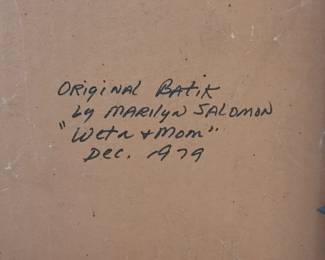 Original Batik
by Marilyn Salomon
" + Mom"
Dec. 1979